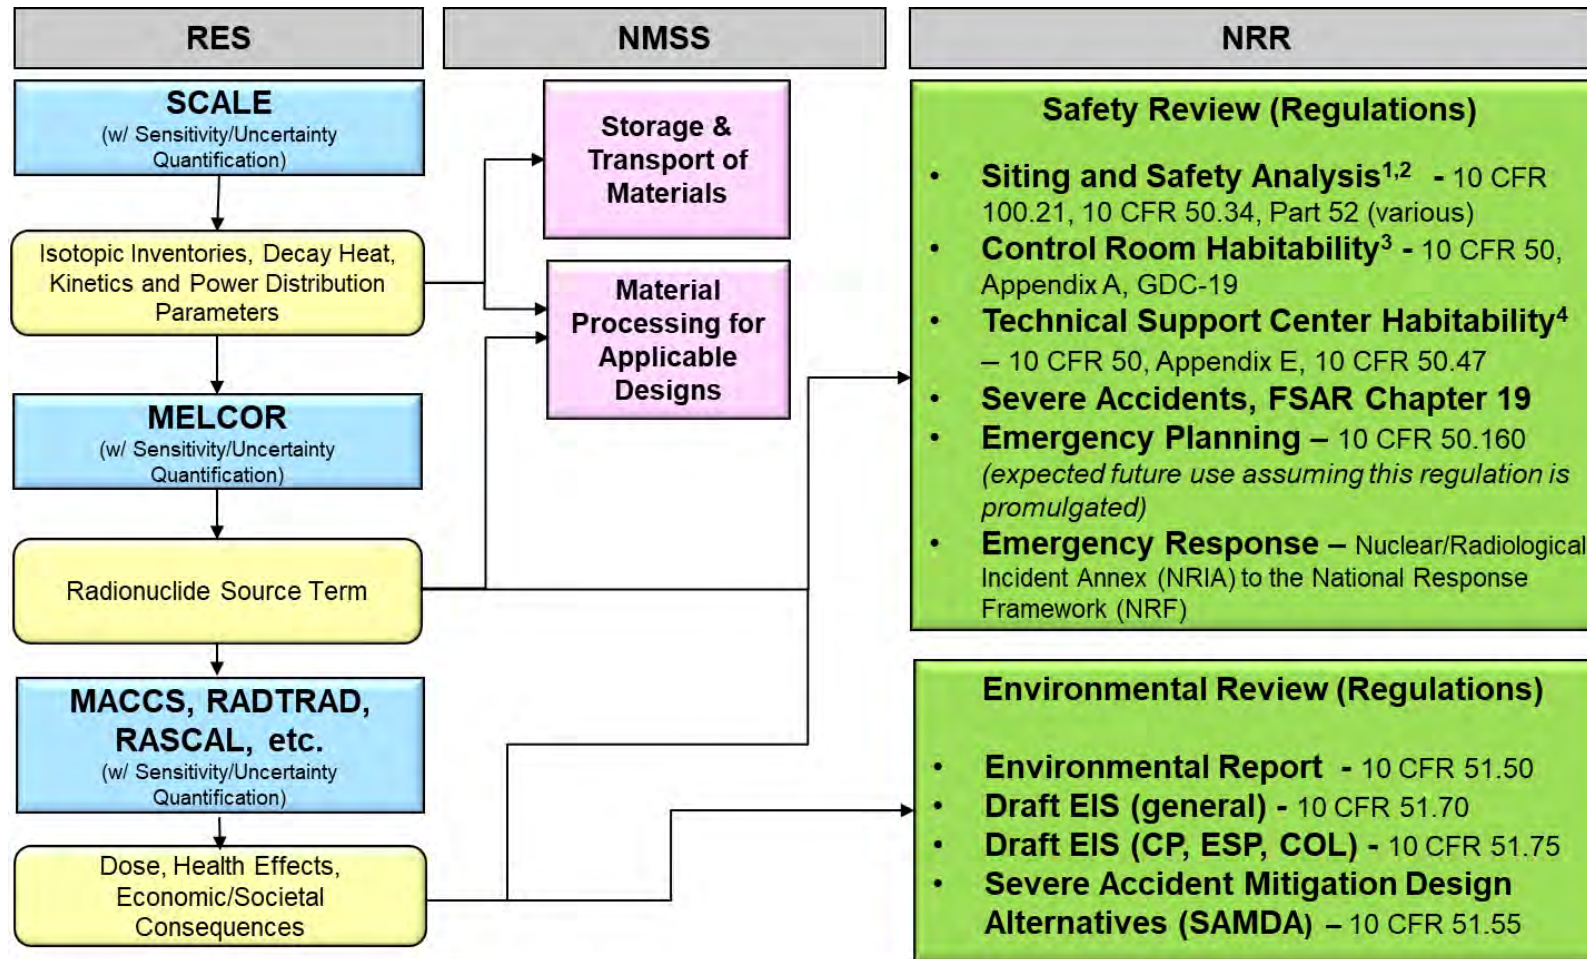 RES
NMSS
NRR
SCALE
(w/ Sensitivity/Uncertainty
Quantification)
Isotopic Inventories, Decay Heat,
Kinetics and Power Distribution
Parameters
MELCOR
(w/ Sensitivity/Uncertainty
Quantification)
Radionuclide Source Term
MACCS, RADTRAD,
RASCAL, etc.
(w/ Sensitivity/Uncertainty
Quantification)
Dose, Health Effects,
Economic/Societal
Consequences
Storage &
Transport of
Materials
Material
Processing for
Applicable
Designs
Safety Review (Regulations)
• Siting and Safety Analysis¹,² - 10 CFR
100.21, 10 CFR 50.34, Part 52 (various)
• Control Room Habitability³ - 10 CFR 50,
Appendix A, GDC-19
• Technical Support Center Habitability⁴
– 10 CFR 50, Appendix E, 10 CFR 50.47
• Severe Accidents, FSAR Chapter 19
• Emergency Planning – 10 CFR 50.160
(expected future use assuming this regulation is
promulgated)
• Emergency Response – Nuclear/Radiological
Incident Annex (NRIA) to the National Response
Framework (NRF)
Environmental Review (Regulations)
• Environmental Report - 10 CFR 51.50
• Draft EIS (general) - 10 CFR 51.70
• Draft EIS (CP, ESP, COL) - 10 CFR 51.75
• Severe Accident Mitigation Design
Alternatives (SAMDA) – 10 CFR 51.55